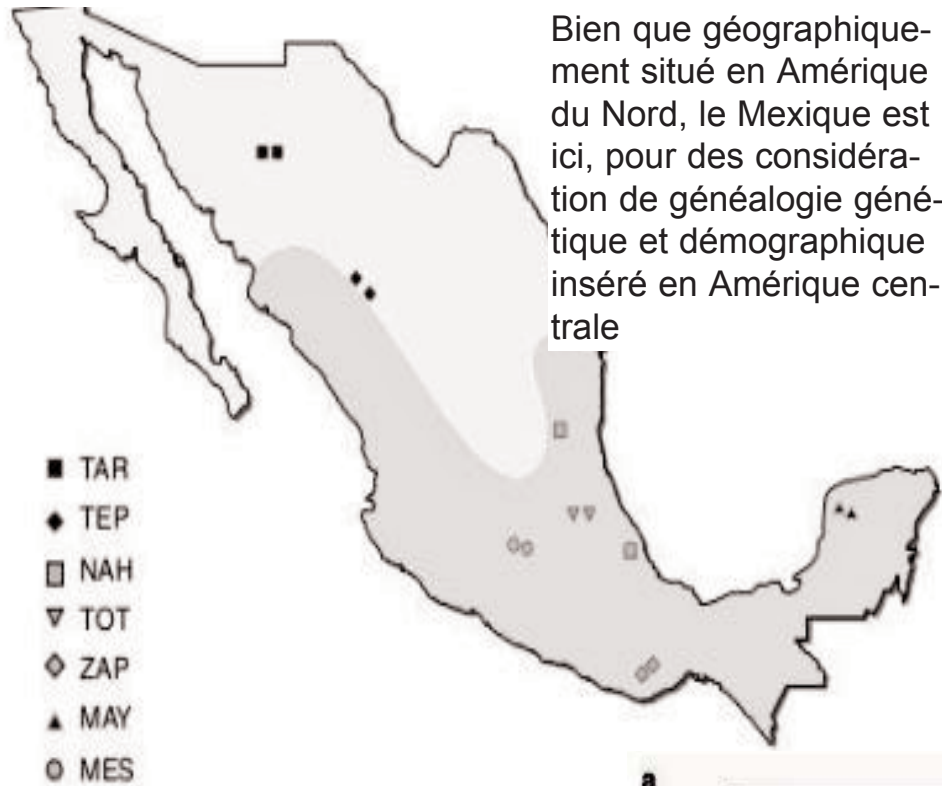 Bien que géographique-
ment situé en Amérique
du Nord, le Mexique est
ici, pour des considéra-
tion de généalogie géné-
tique et démographique
inséré en Amérique cen-
trale
TAR
TEP
NAH
TOT
ZAP
MAY
MES
a